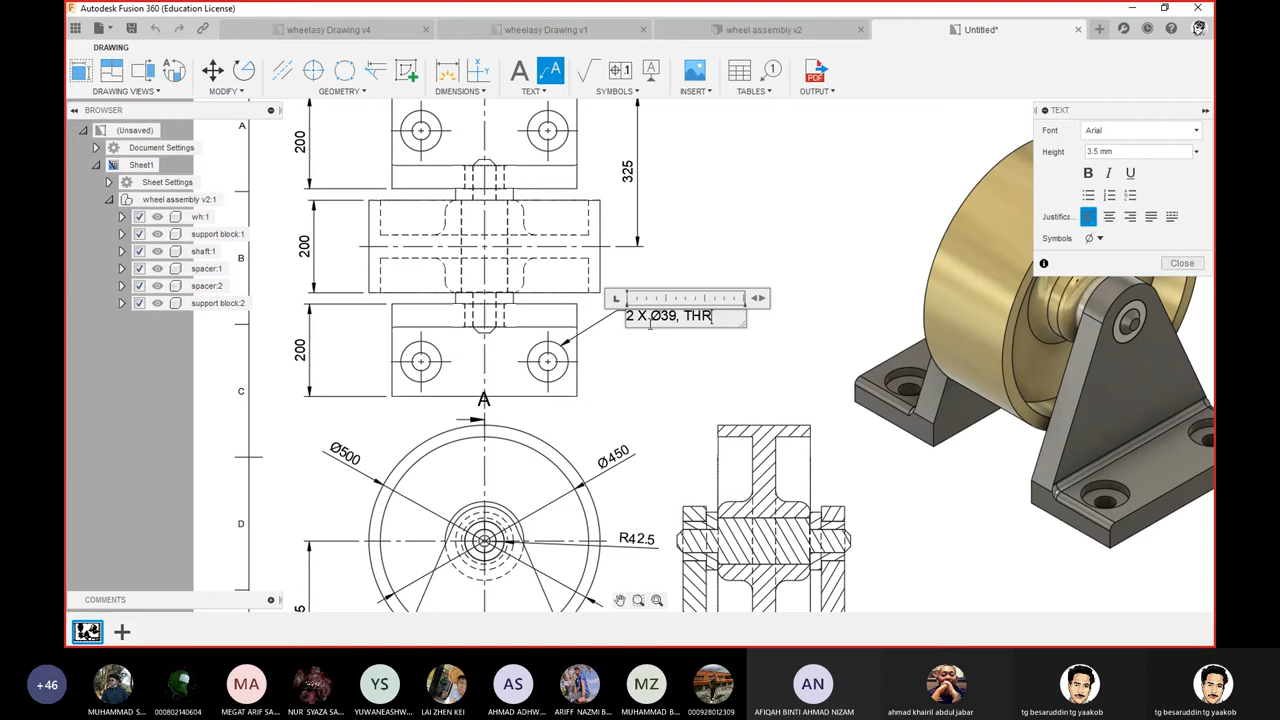 Autodesk Fusion 360 (Education License)
wheelasy Drawing v4
wheelasy Drawing v1
wheel assembly v2
Untitled*
DRAWING
DRAWING VIEWS
MODIFY
GEOMETRY
DIMENSIONS
TEXT
SYMBOLS
INSERT
TABLES
OUTPUT
PDF
BROWSER
(Unsaved)
Document Settings
Sheet1
Sheet Settings
wheel assembly v2:1
wh:1
support block:1
shaft:1
spacer:1
spacer:2
support block:2
COMMENTS
A
B
C
D
200
325
200
200
2 X Ø39, THR
A
Ø500
Ø450
R42.5
5
TEXT
Font
Arial
Height
3.5 mm
B I U
Justifica...
Symbols
Ø
Close
+46
MUHAMMAD S...
000802140604
MA
MEGAT ARIF SA...
NUR SYAZA SA...
YS
YUWANEASHW...
LAI ZHEN KEI
AS
AHMAD ADHW...
ARIFF NAZMI B...
MZ
MUHAMMAD B...
000928012309
AN
AFIQAH BINTI AHMAD NIZAM
ahmad khairil abdul jabar
tg besaruddin tg yaakob
tg besaruddin tg yaakob